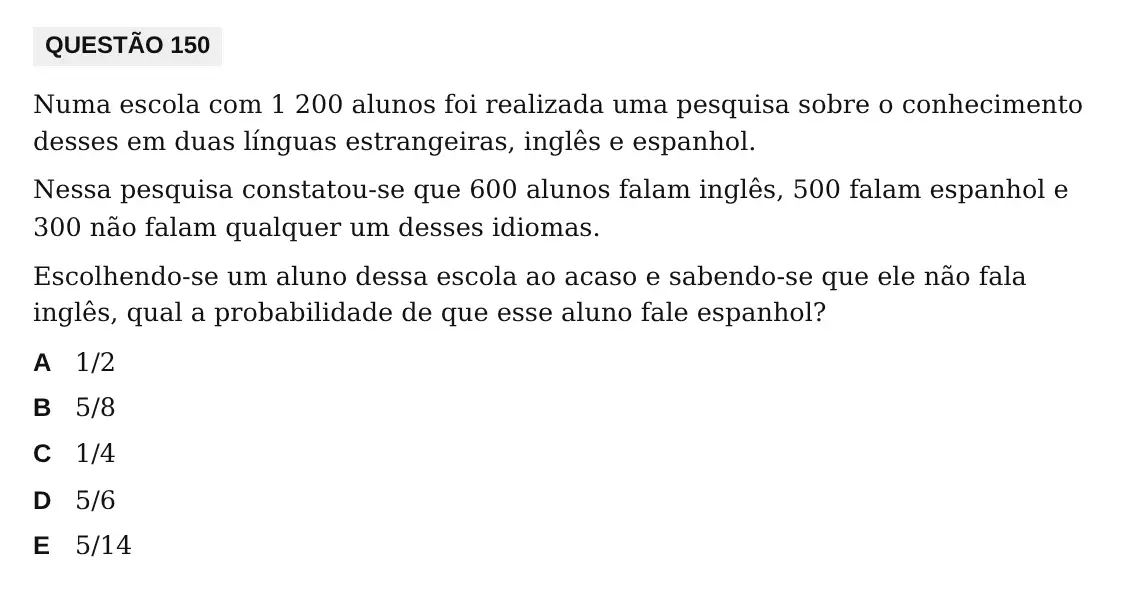 QUESTÃO 150
Numa escola com 1 200 alunos foi realizada uma pesquisa sobre o conhecimento
desses em duas línguas estrangeiras, inglês e espanhol.
Nessa pesquisa constatou-se que 600 alunos falam inglês, 500 falam espanhol e
300 não falam qualquer um desses idiomas.
Escolhendo-se um aluno dessa escola ao acaso e sabendo-se que ele não fala
inglês, qual a probabilidade de que esse aluno fale espanhol?
A 1/2
B 5/8
C 1/4
D 5/6
E 5/14